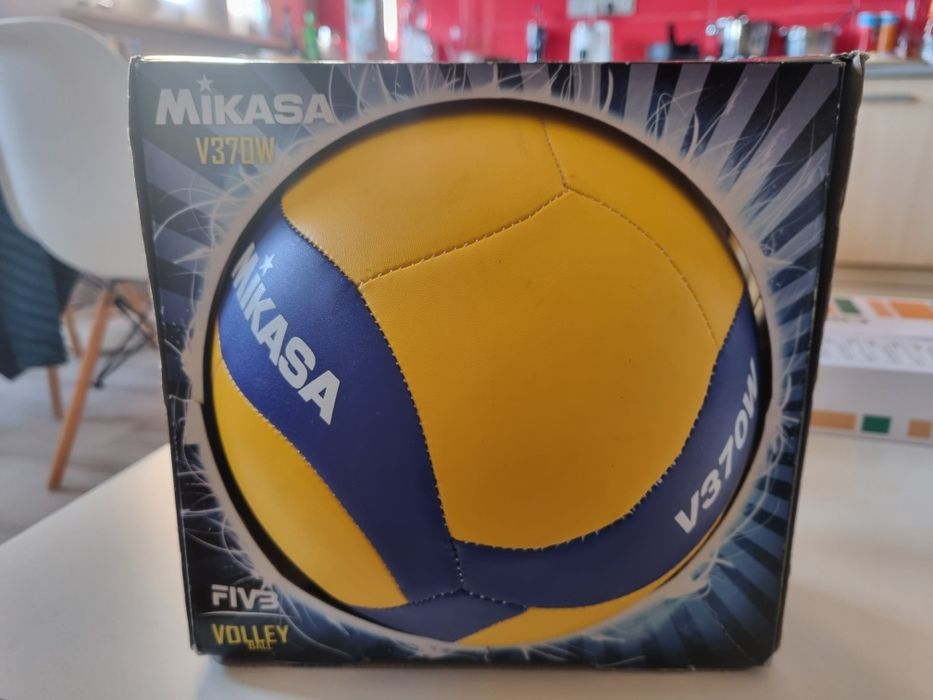 MiKASA
V370W
MiKASA
V370W
FIVB
VOLLEY
BALL